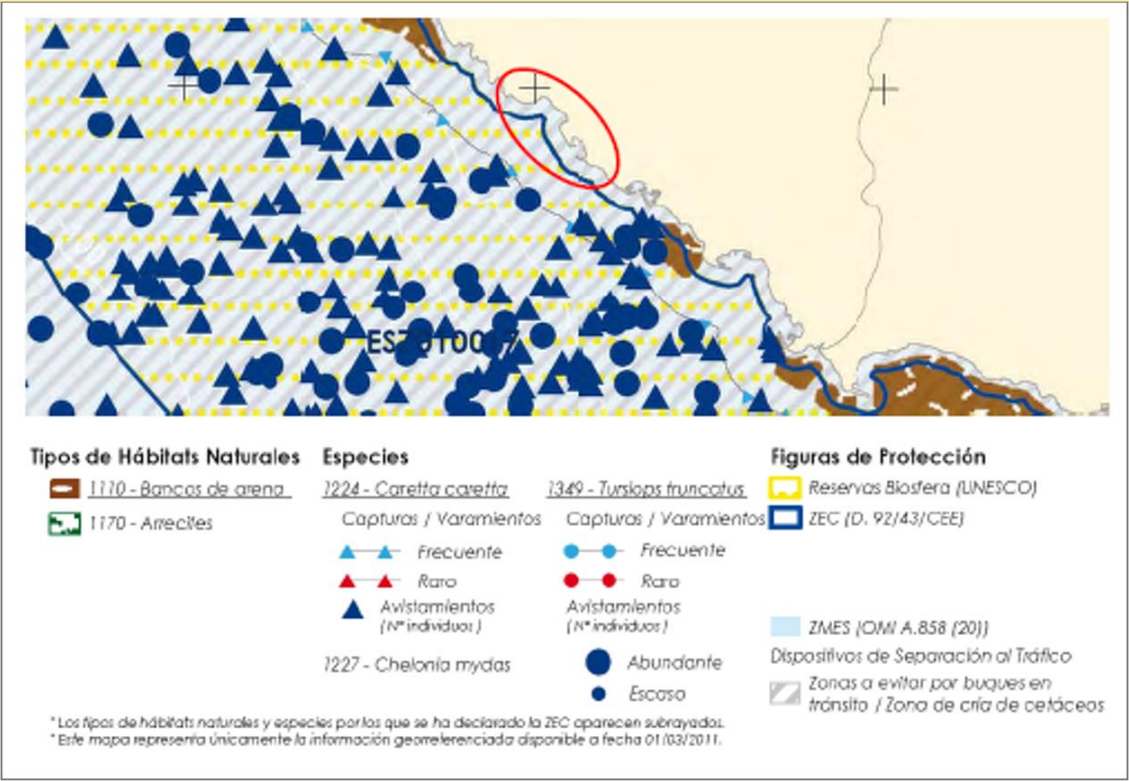 ES7010017
Tipos de Hábitats Naturales
1110 - Bancos de arena
1170 - Arrecifes
Especies
1224 - Caretta caretta
Capturas / Varamientos
Frecuente
Raro
Avistamientos
(Nº individuos)
1227 - Chelonia mydas
1349 - Tursiops truncatus
Capturas / Varamientos
Frecuente
Raro
Avistamientos
(Nº individuos)
Abundante
Escaso
Figuras de Protección
Reservas Biosfera (UNESCO)
ZEC (D. 92/43/CEE)
ZMES (OMI A.858 (20))
Dispositivos de Separación al Tráfico
Zonas a evitar por buques en
tránsito / Zona de cría de cetáceos
* Los tipos de hábitats naturales y especies por los que se ha declarado la ZEC aparecen subrayados.
* Este mapa representa únicamente la información georreferenciada disponible a fecha 01/03/2011.